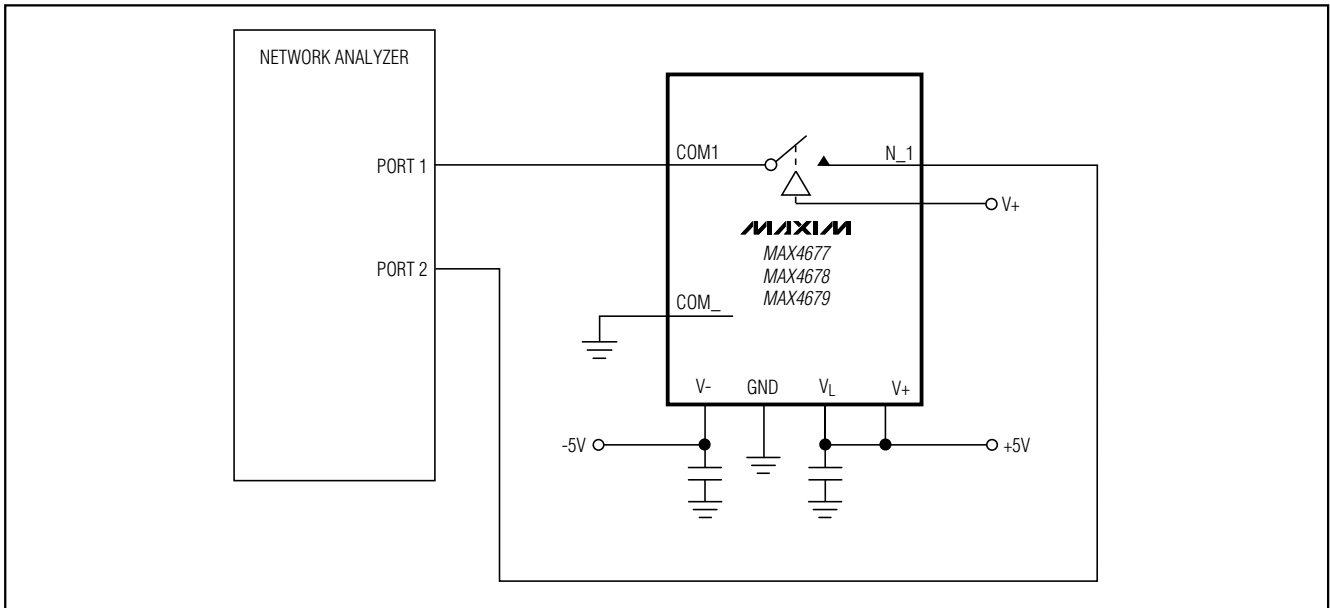 NETWORK ANALYZER
PORT 1
COM1
N_1
V+
MAXIM
MAX4677
MAX4678
MAX4679
PORT 2
COM_
V-
GND
VL
V+
-5V
+5V